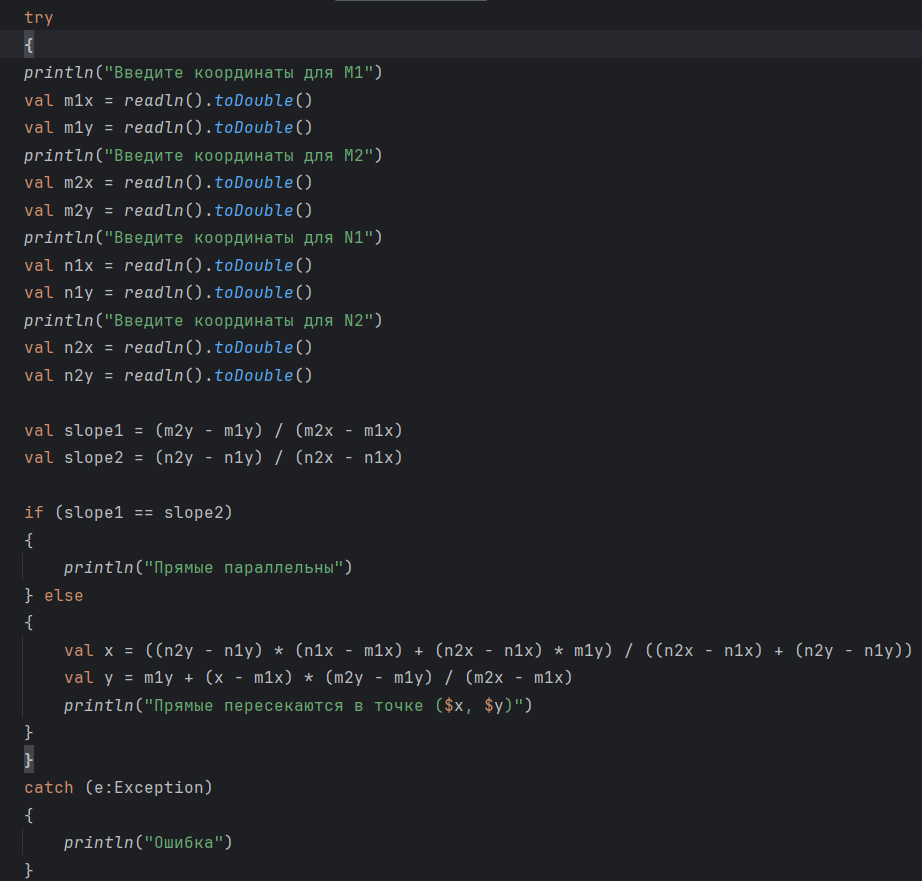 try
{
println("Введите координаты для M1")
val m1x = readln().toDouble()
val m1y = readln().toDouble()
println("Введите координаты для M2")
val m2x = readln().toDouble()
val m2y = readln().toDouble()
println("Введите координаты для N1")
val n1x = readln().toDouble()
val n1y = readln().toDouble()
println("Введите координаты для N2")
val n2x = readln().toDouble()
val n2y = readln().toDouble()

val slope1 = (m2y - m1y) / (m2x - m1x)
val slope2 = (n2y - n1y) / (n2x - n1x)

if (slope1 == slope2)
{
    println("Прямые параллельны")
} else
{
    val x = ((n2y - n1y) * (n1x - m1x) + (n2x - n1x) * m1y) / ((n2x - n1x) + (n2y - n1y))
    val y = m1y + (x - m1x) * (m2y - m1y) / (m2x - m1x)
    println("Прямые пересекаются в точке ($x, $y)")
}
}
catch (e:Exception)
{
    println("Ошибка")
}